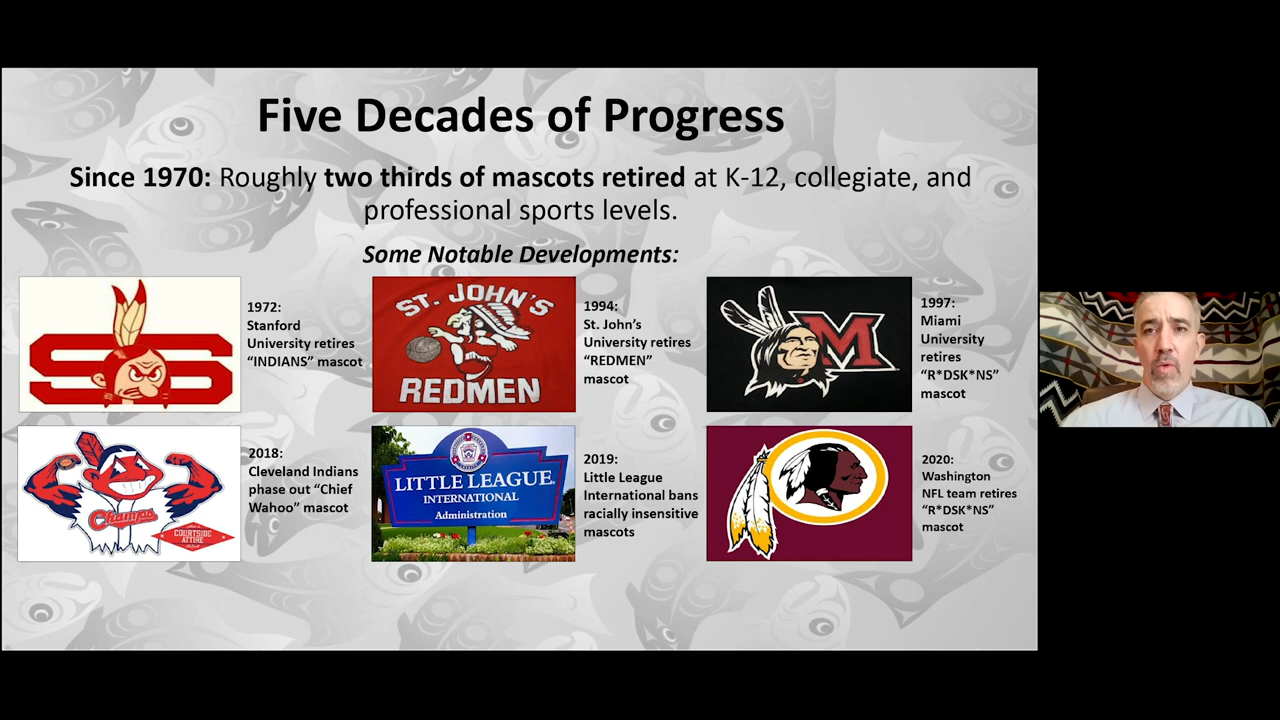 Five Decades of Progress
Since 1970: Roughly two thirds of mascots retired at K-12, collegiate, and
professional sports levels.
Some Notable Developments:
S S
1972:
Stanford
University retires
“INDIANS” mascot
ST. JOHN'S
REDMEN
1994:
St. John’s
University retires
“REDMEN”
mascot
M
1997:
Miami
University
retires
“R*DSK*NS”
mascot
Champs
COURTSIDE
ATTIRE
2018:
Cleveland Indians
phase out “Chief
Wahoo” mascot
LITTLE LEAGUE
INTERNATIONAL
Administration
2019:
Little League
International bans
racially insensitive
mascots
2020:
Washington
NFL team retires
“R*DSK*NS”
mascot